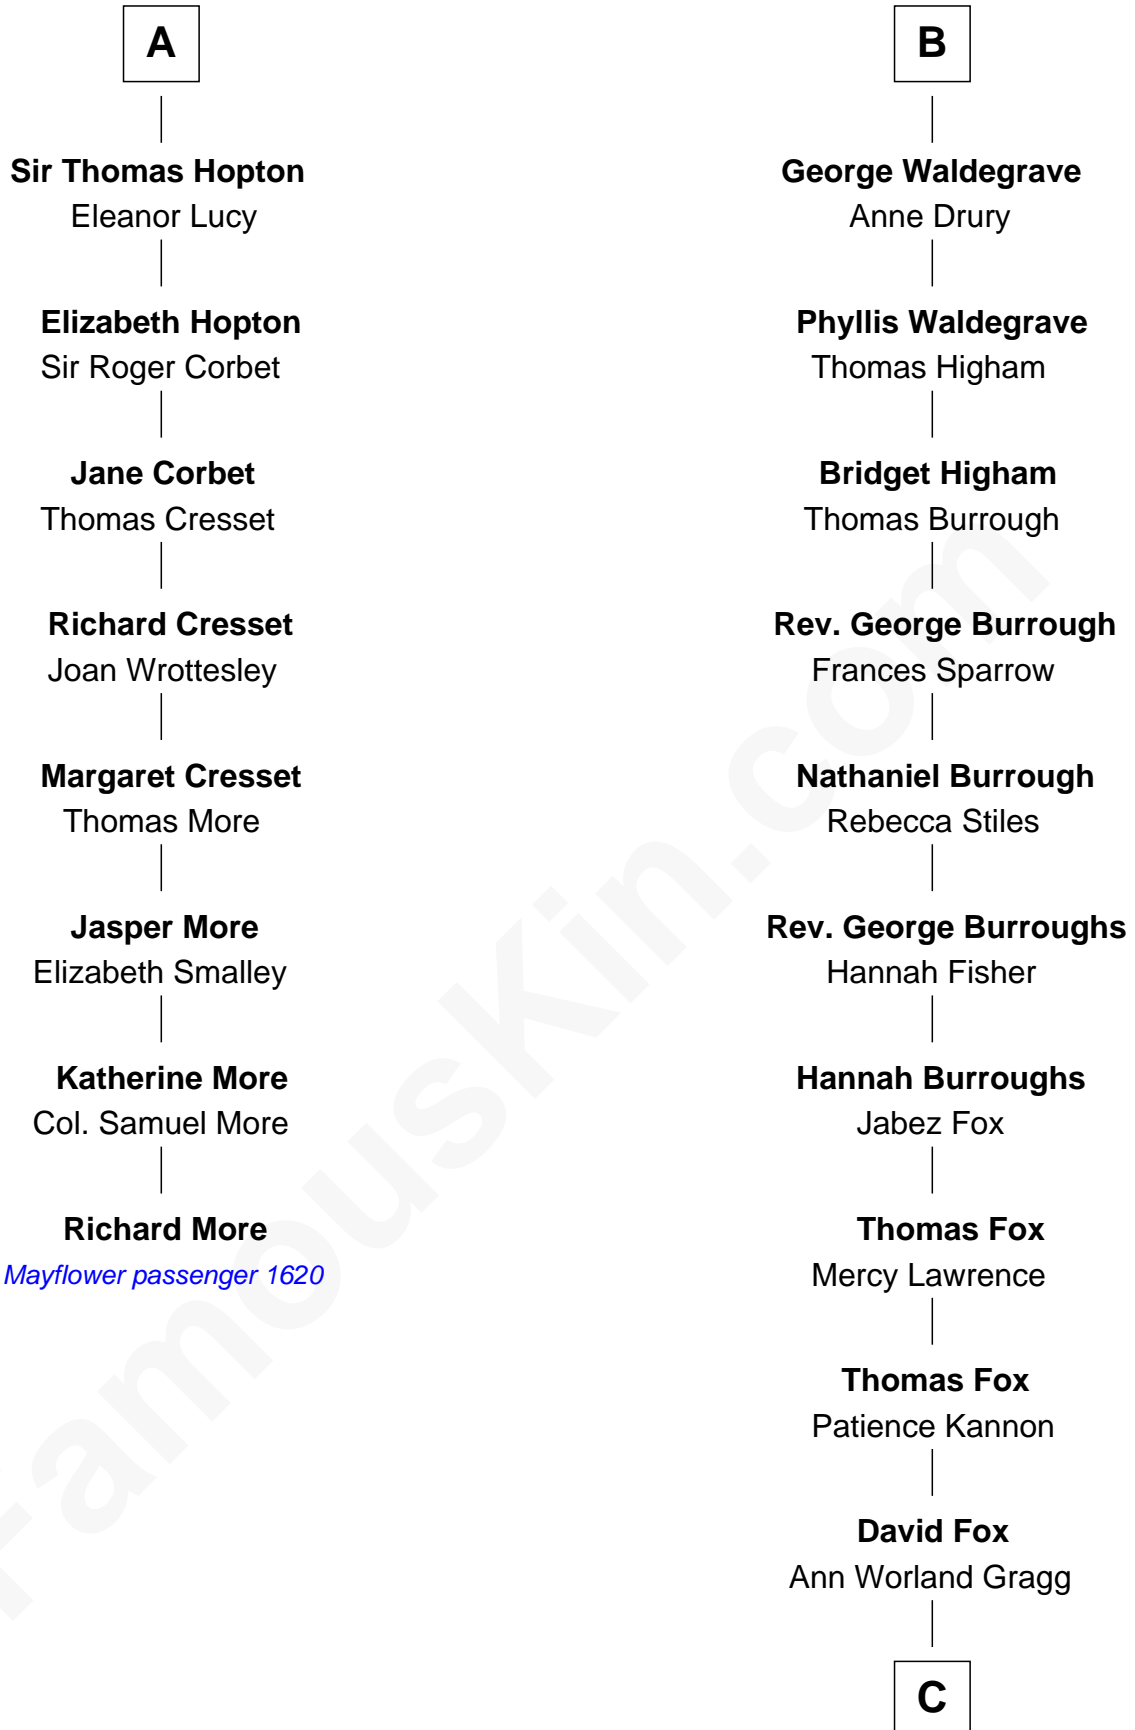 A
Sir Thomas Hopton
Eleanor Lucy
Elizabeth Hopton
Sir Roger Corbet
Jane Corbet
Thomas Cresset
Richard Cresset
Joan Wrottesley
Margaret Cresset
Thomas More
Jasper More
Elizabeth Smalley
Katherine More
Col. Samuel More
Richard More
Mayflower passenger 1620
B
George Waldegrave
Anne Drury
Phyllis Waldegrave
Thomas Higham
Bridget Higham
Thomas Burrough
Rev. George Burrough
Frances Sparrow
Nathaniel Burrough
Rebecca Stiles
Rev. George Burroughs
Hannah Fisher
Hannah Burroughs
Jabez Fox
Thomas Fox
Mercy Lawrence
Thomas Fox
Patience Kannon
David Fox
Ann Worland Gragg
C
FamousKin.com